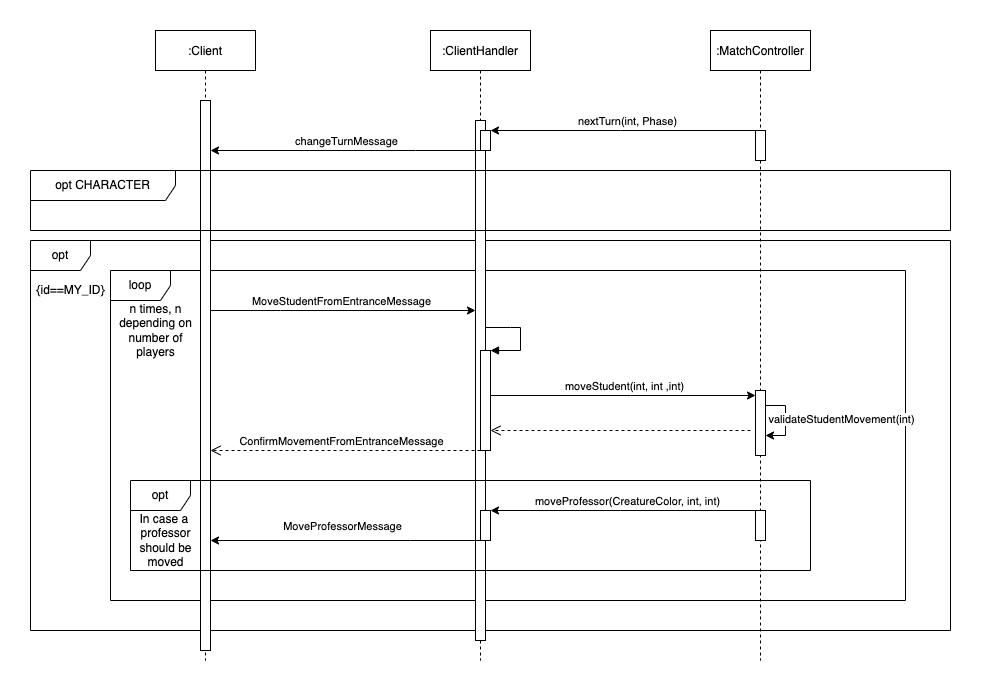 :Client
:ClientHandler
:MatchController
nextTurn(int, Phase)
changeTurnMessage
opt CHARACTER
opt
{id==MY_ID}
loop
n times, n
depending on
number of
players
MoveStudentFromEntranceMessage
moveStudent(int, int ,int)
validateStudentMovement(int)
ConfirmMovementFromEntranceMessage
opt
In case a
professor
should be
moved
moveProfessor(CreatureColor, int, int)
MoveProfessorMessage